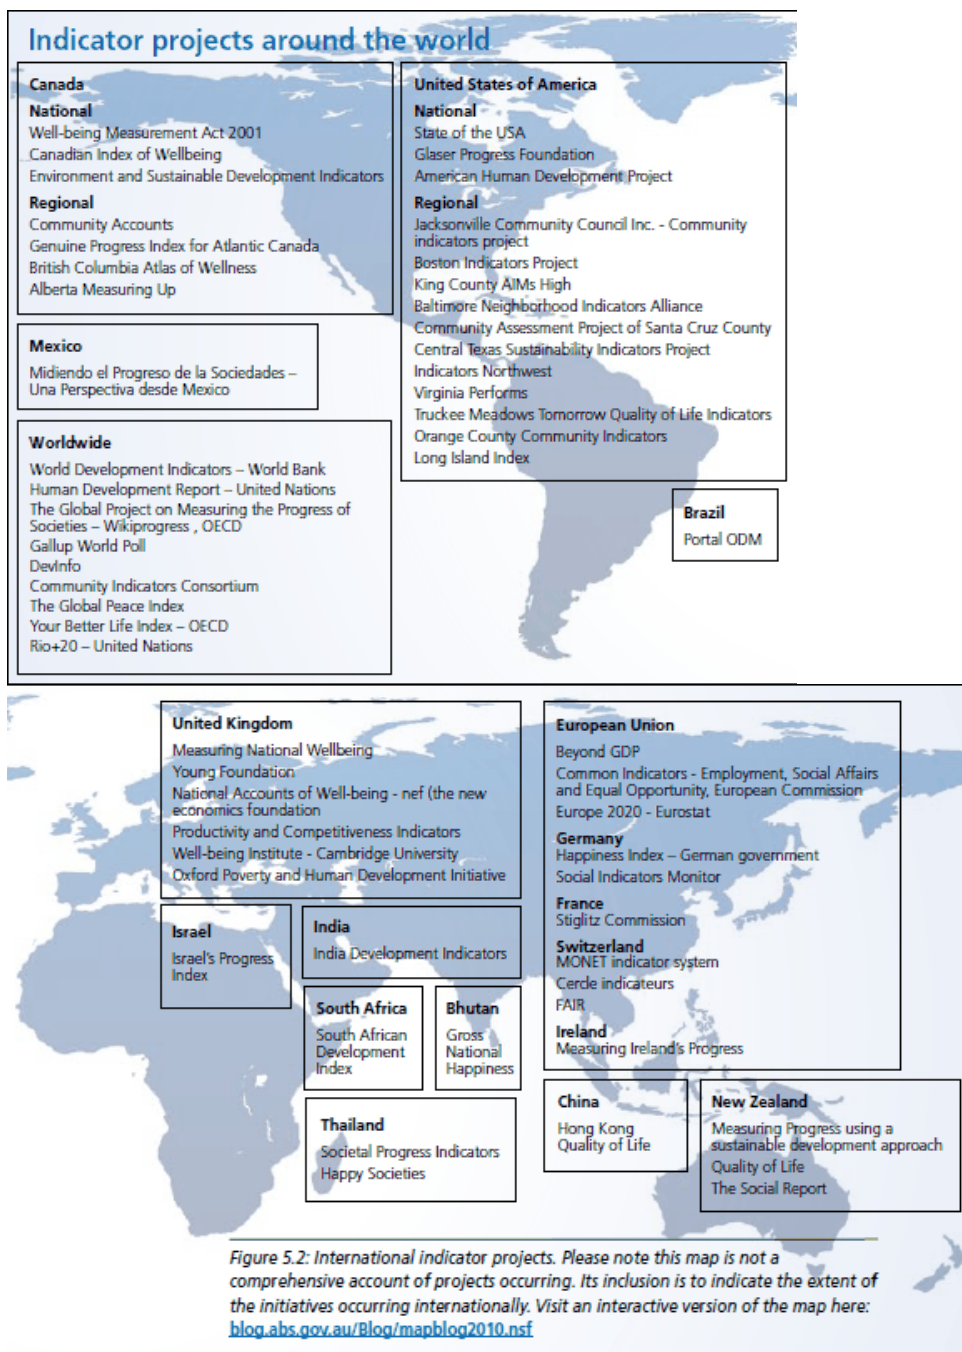 Indicator projects around the world
Canada
National
Well-being Measurement Act 2001
Canadian Index of Wellbeing
Environment and Sustainable Development Indicators
Regional
Community Accounts
Genuine Progress Index for Atlantic Canada
British Columbia Atlas of Wellness
Alberta Measuring Up
United States of America
National
State of the USA
Glaser Progress Foundation
American Human Development Project
Regional
Jacksonville Community Council Inc. - Community
indicators project
Boston Indicators Project
King County AIMs High
Baltimore Neighborhood Indicators Alliance
Community Assessment Project of Santa Cruz County
Central Texas Sustainability Indicators Project
Indicators Northwest
Virginia Performs
Truckee Meadows Tomorrow Quality of Life Indicators
Orange County Community Indicators
Long Island Index
Mexico
Midiendo el Progreso de la Sociedades –
Una Perspectiva desde Mexico
Worldwide
World Development Indicators – World Bank
Human Development Report – United Nations
The Global Project on Measuring the Progress of
Societies – Wikiprogress , OECD
Gallup World Poll
DevInfo
Community Indicators Consortium
The Global Peace Index
Your Better Life Index – OECD
Rio+20 – United Nations
Brazil
Portal ODM
United Kingdom
Measuring National Wellbeing
Young Foundation
National Accounts of Well-being - nef (the new
economics foundation
Productivity and Competitiveness Indicators
Well-being Institute - Cambridge University
Oxford Poverty and Human Development Initiative
European Union
Beyond GDP
Common Indicators - Employment, Social Affairs
and Equal Opportunity, European Commission
Europe 2020 - Eurostat
Germany
Happiness Index – German government
Social Indicators Monitor
France
Stiglitz Commission
Switzerland
MONET indicator system
Cercle indicateurs
FAIR
Ireland
Measuring Ireland's Progress
Israel
Israel's Progress
Index
India
India Development Indicators
South Africa
South African
Development
Index
Bhutan
Gross
National
Happiness
Thailand
Societal Progress Indicators
Happy Societies
China
Hong Kong
Quality of Life
New Zealand
Measuring Progress using a
sustainable development approach
Quality of Life
The Social Report
Figure 5.2: International indicator projects. Please note this map is not a
comprehensive account of projects occurring. Its inclusion is to indicate the extent of
the initiatives occurring internationally. Visit an interactive version of the map here:
blog.abs.gov.au/Blog/mapblog2010.nsf